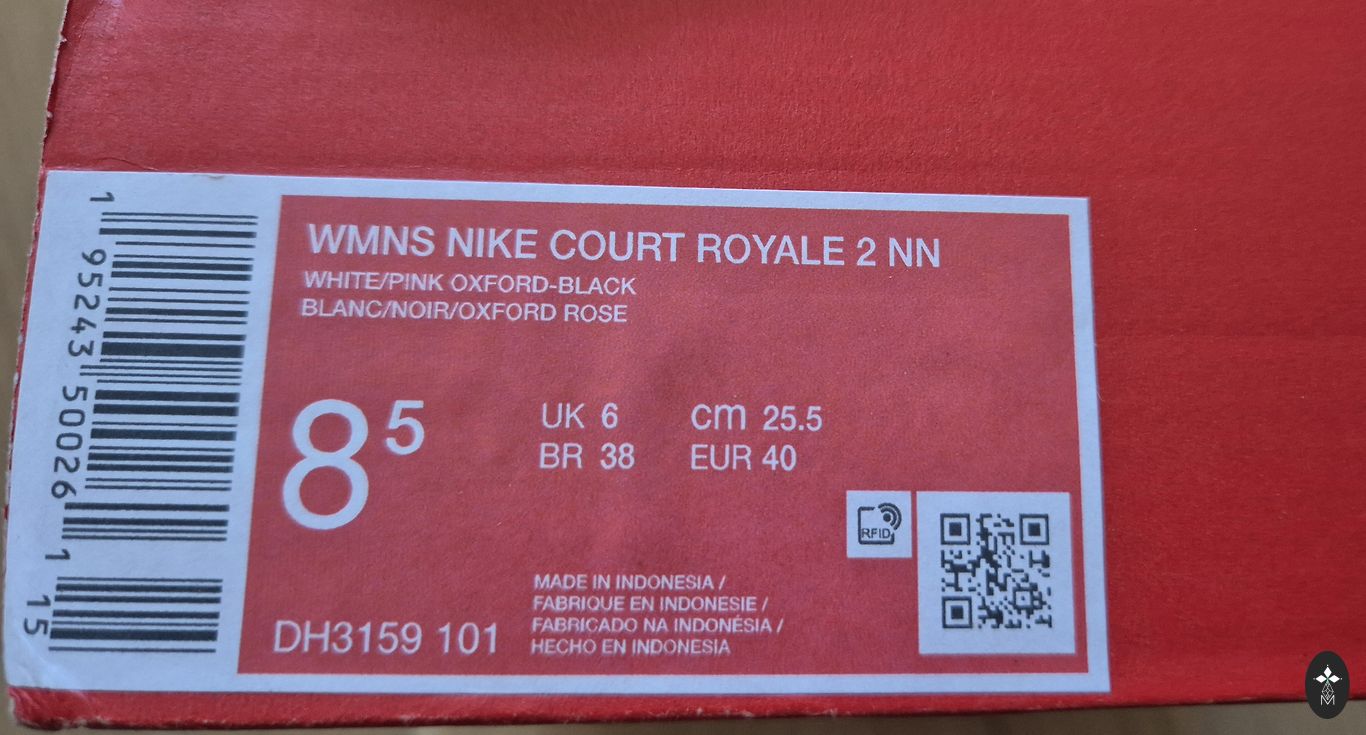 WMNS NIKE COURT ROYALE 2 NN
WHITE/PINK OXFORD-BLACK
BLANC/NOIR/OXFORD ROSE
8 5
UK 6 cm 25.5
BR 38 EUR 40
RFID
MADE IN INDONESIA /
FABRIQUE EN INDONESIE /
FABRICADO NA INDONÉSIA /
HECHO EN INDONESIA
DH3159 101
1 95243 50026 1 15
M